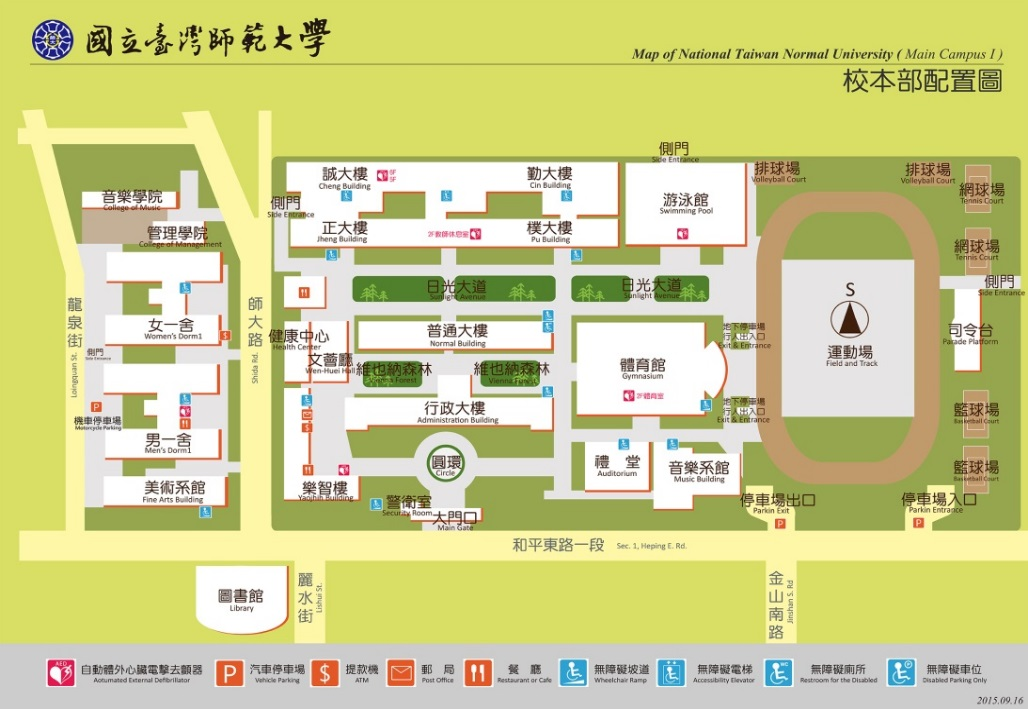 國立臺灣師範大學
Map of National Taiwan Normal University ( Main Campus I )
校本部配置圖
側門
Side Entrance
誠大樓
Cheng Building
勤大樓
Cin Building
游泳館
Swimming Pool
排球場
Volleyball Court
排球場
Volleyball Court
網球場
Tennis Court
音樂學院
College of Music
管理學院
College of Management
側門
Side Entrance
正大樓
Jheng Building
樸大樓
Pu Building
網球場
Tennis Court
側門
Side Entrance
日光大道
Sunlight Avenue
日光大道
Sunlight Avenue
S
運動場
Field and Track
司令台
Parade Platform
龍泉街
Loingquan St.
師大路
Shida Rd.
女一舍
Women's Dorm1
側門
Side Entrance
健康中心
Health Center
文薈廳
Wen-Huei Hall
普通大樓
Normal Building
維也納森林
Vienna Forest
維也納森林
Vienna Forest
體育館
Gymnasium
2F體育室
地下停車場
行人出入口
Exit & Entrance
地下停車場
行人出入口
Exit & Entrance
機車停車場
Motorcycle Parking
行政大樓
Administration Building
籃球場
Basketball Court
籃球場
Basketball Court
男一舍
Men's Dorm1
美術系館
Fine Arts Building
樂智樓
圓環
Circle
禮 堂
Auditorium
音樂系館
Music Building
警衛室
Security Room
大門口
Main Gate
停車場出口
Parkin Exit
P
停車場入口
Parkin Entrance
P
和平東路一段 Sec. 1, Heping E. Rd.
圖書館
Library
麗水街
Lishui St.
金山南路
Jinshan S. Rd
AED
自動體外心臟電擊去顫器
Aotumated External Defibrillator
P
汽車停車場
Vehicle Parking
$
提款機
ATM
郵 局
Post Office
餐 廳
Restaurant or Cafe
無障礙坡道
Wheelchair Ramp
無障礙電梯
Accessibility Elevator
無障礙廁所
Restroom for the Disabled
無障礙車位
Disabled Parking Only
2015.09.16